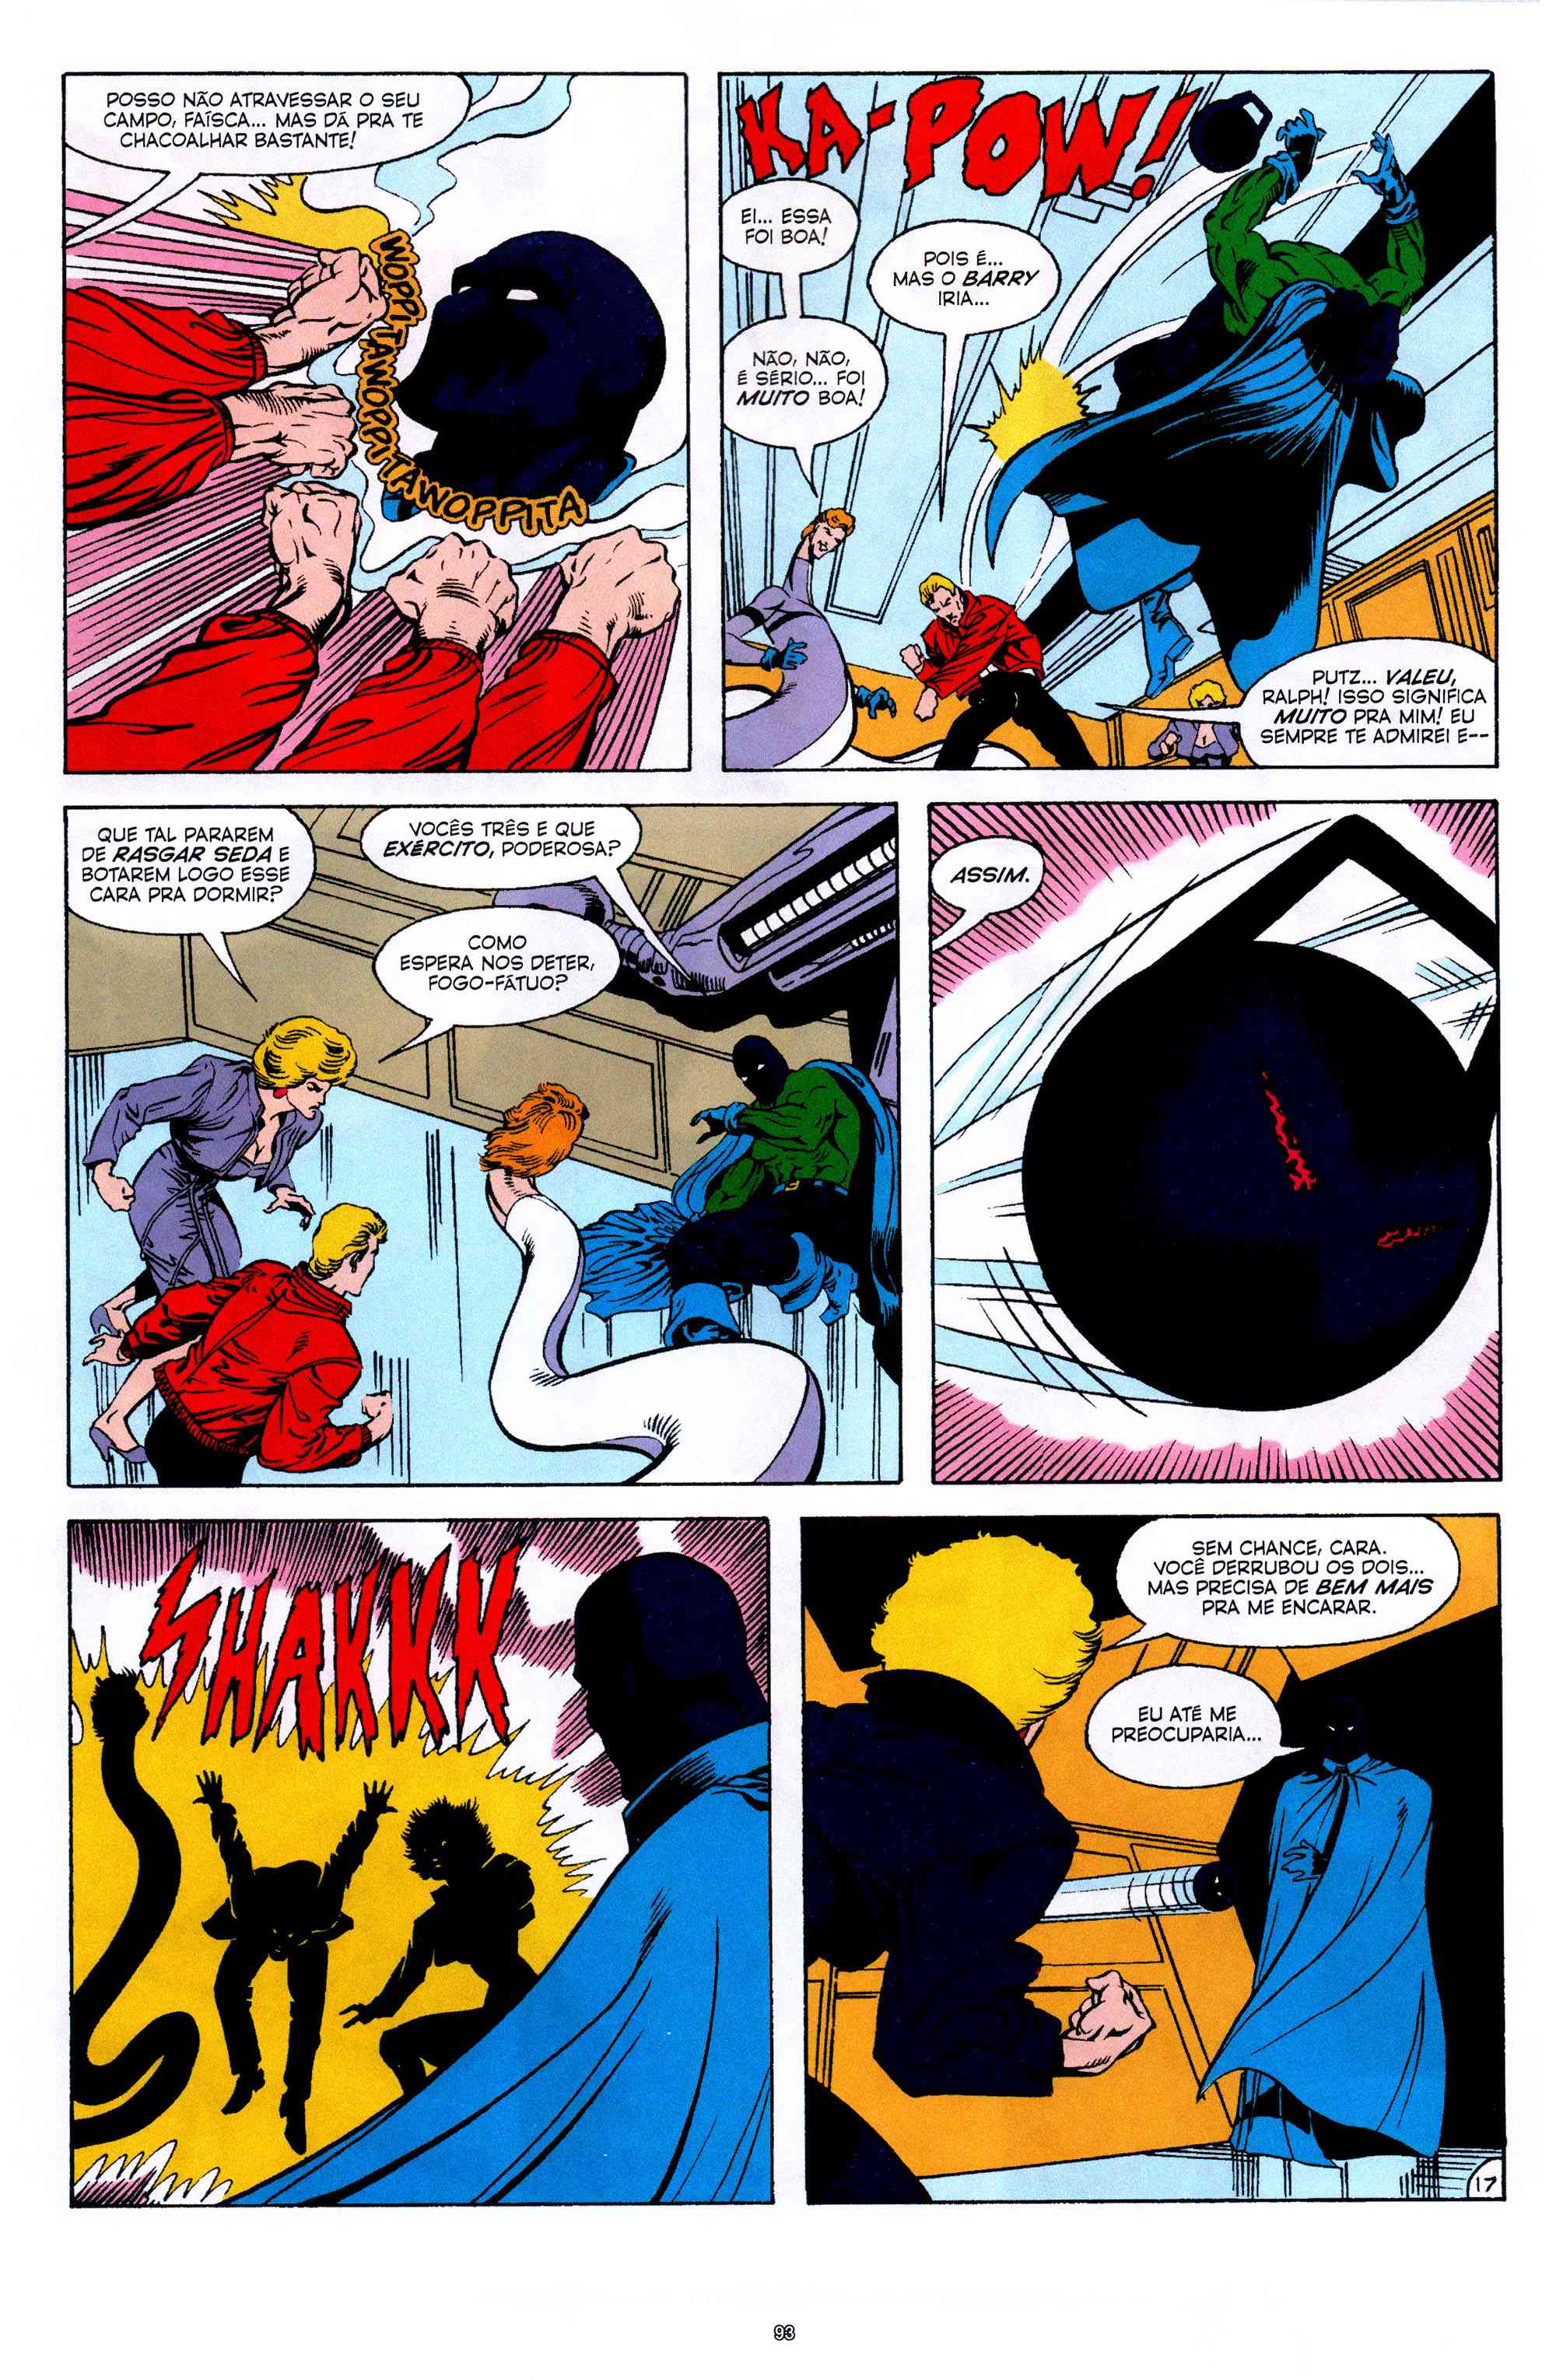 POSSO NÃO ATRAVESSAR O SEU
CAMPO, FAÍSCA... MAS DÁ PRA TE
CHACOALHAR BASTANTE!
WOPPITAWOPPITAWOPPITAWOPPITA
KA-POW!
EI... ESSA
FOI BOA!
POIS É...
MAS O BARRY
IRIA...
NÃO, NÃO,
É SÉRIO... FOI
MUITO BOA!
PUTZ... VALEU,
RALPH! ISSO SIGNIFICA
MUITO PRA MIM! EU
SEMPRE TE ADMIREI E--
QUE TAL PARAREM
DE RASGAR SEDA E
BOTAREM LOGO ESSE
CARA PRA DORMIR?
VOCÊS TRÊS E QUE
EXÉRCITO, PODEROSA?
COMO
ESPERA NOS DETER,
FOGO-FÁTUO?
ASSIM.
SHAKKK
SEM CHANCE, CARA.
VOCÊ DERRUBOU OS DOIS...
MAS PRECISA DE BEM MAIS
PRA ME ENCARAR.
EU ATÉ ME
PREOCUPARIA...
17
93